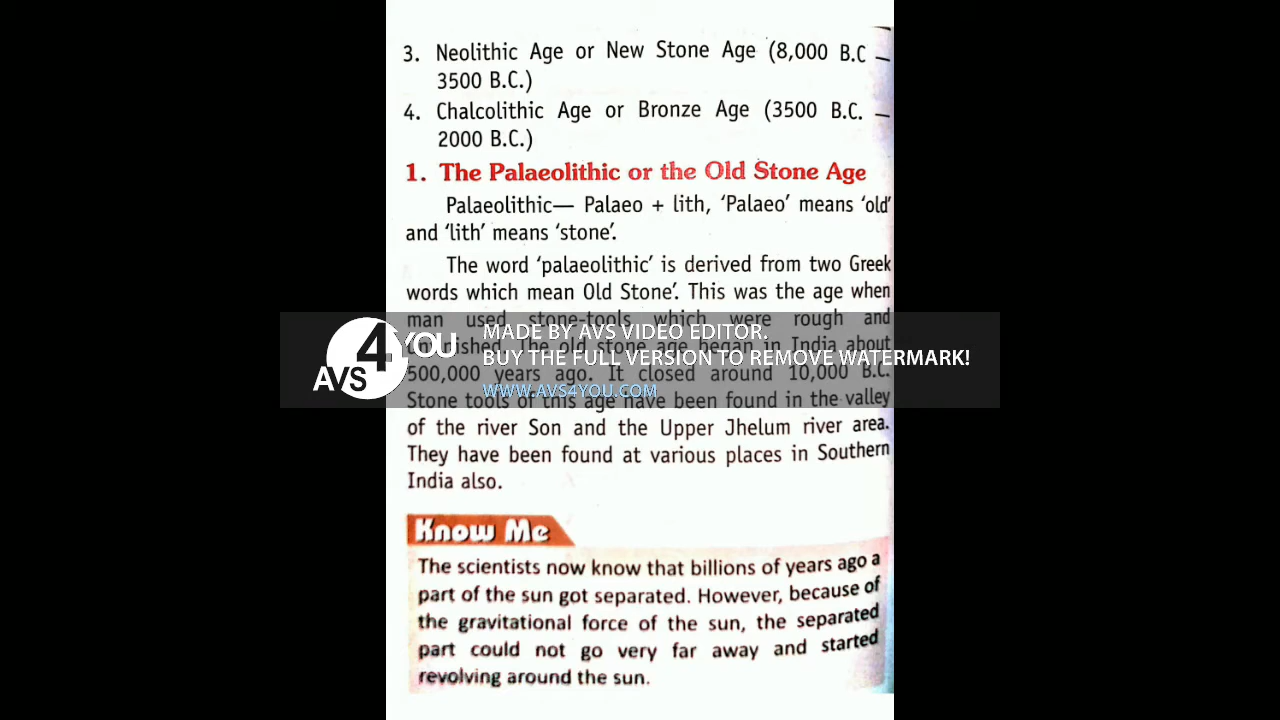 3. Neolithic Age or New Stone Age (8,000 B.C –
3500 B.C.)
4. Chalcolithic Age or Bronze Age (3500 B.C. –
2000 B.C.)
1. The Palaeolithic or the Old Stone Age
Palaeolithic— Palaeo + lith, ‘Palaeo’ means ‘old’
and ‘lith’ means ‘stone’.
The word ‘palaeolithic’ is derived from two Greek
words which mean Old Stone’. This was the age when
man used stone-tools which were rough and
The old stone age began in India about
500,000 years ago. It closed around 10,000 B.C.
Stone tools of this age have been found in the valley
of the river Son and the Upper Jhelum river area.
They have been found at various places in Southern
India also.
Know Me
The scientists now know that billions of years ago a
part of the sun got separated. However, because of
the gravitational force of the sun, the separated
part could not go very far away and started
revolving around the sun.
AVS4YOU
MADE BY AVS VIDEO EDITOR.
BUY THE FULL VERSION TO REMOVE WATERMARK!
WWW.AVS4YOU.COM